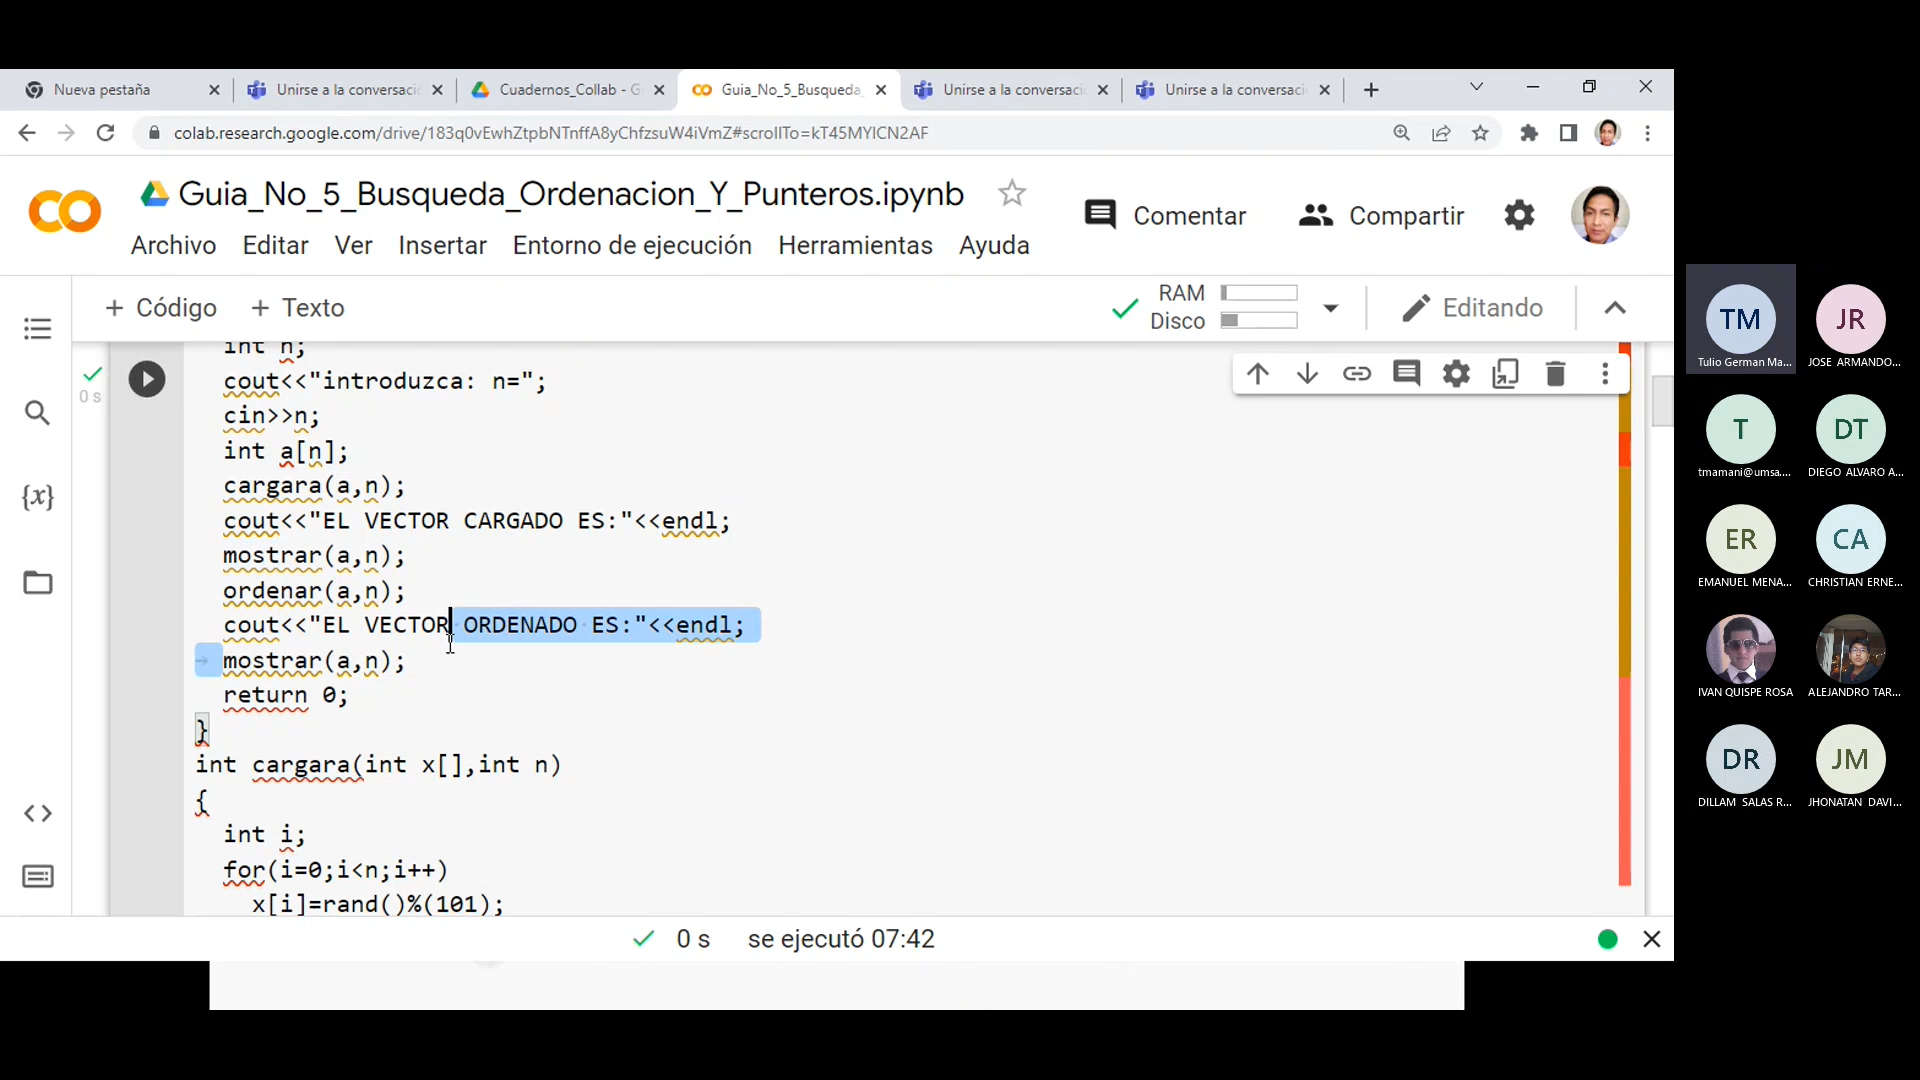 Nueva pestaña
Unirse a la conversaci
Cuadernos_Collab - G
Guia_No_5_Busqueda_
Unirse a la conversaci
Unirse a la conversaci
colab.research.google.com/drive/183q0vEwhZtpbNTnffA8yChfzsuW4iVmZ#scrollTo=kT45MYlCN2AF
Guia_No_5_Busqueda_Ordenacion_Y_Punteros.ipynb
Comentar
Compartir
Archivo Editar Ver Insertar Entorno de ejecución Herramientas Ayuda
+ Código + Texto
RAM
Disco
Editando
0 s
int n;
cout<<"introduzca: n=";
cin>>n;
int a[n];
cargara(a,n);
cout<<"EL VECTOR CARGADO ES:"<<endl;
mostrar(a,n);
ordenar(a,n);
cout<<"EL VECTOR ORDENADO ES:"<<endl;
mostrar(a,n);
return 0;
}
int cargara(int x[],int n)
{
int i;
for(i=0;i<n;i++)
x[i]=rand()%(101);
0 s se ejecutó 07:42
TM
Tulio German Ma...
JR
JOSE ARMANDO...
T
tmamani@umsa....
DT
DIEGO ALVARO A...
ER
EMANUEL MENA...
CA
CHRISTIAN ERNE...
IVAN QUISPE ROSA
ALEJANDRO TAR...
DR
DILLAM SALAS R...
JM
JHONATAN DAVI...